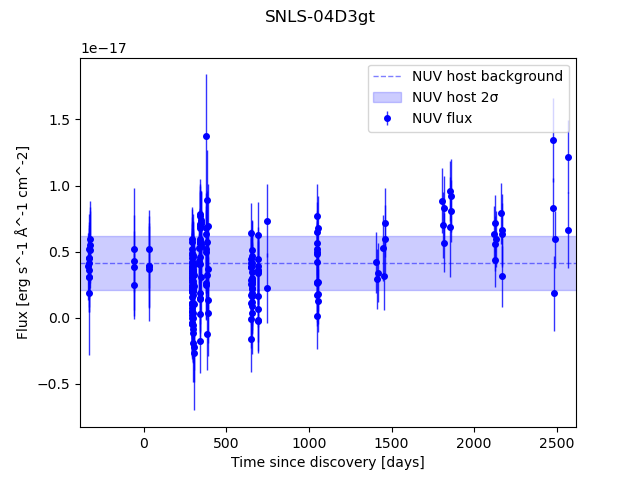 SNLS-04D3gt
1e−17
NUV host background
NUV host 2σ
NUV flux
1.5
1.0
0.5
0.0
−0.5
Flux [erg s^-1 Å^-1 cm^-2]
0 500 1000 1500 2000 2500
Time since discovery [days]